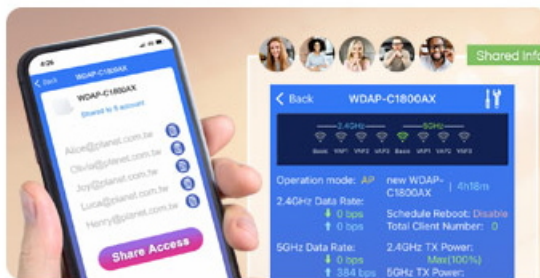 4:26
Back WDAP-C1800AX
WDAP-C1800AX
Shared to 5 account
Alice@planet.com.tw
Olivia@planet.com.tw
Joy@planet.com.tw
Luca@planet.com.tw
Henry@planet.com.tw
Share Access
Shared Info
Back WDAP-C1800AX
2.4GHz 5GHz
Basic VAP1 VAP2 VAP3 Basic VAP1 VAP2 VAP3
Operation mode: AP
new WDAP-C1800AX | 4h18m
2.4GHz Data Rate:
0 bps
0 bps
Schedule Reboot: Disable
Total Client Number: 0
5GHz Data Rate:
0 bps
384 bps
2.4GHz TX Power:
Max(100%)
5GHz TX Power: